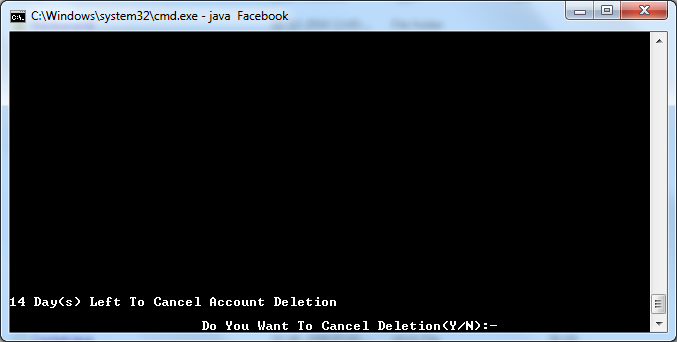 C:\Windows\system32\cmd.exe - java  Facebook
14 Day(s) Left To Cancel Account Deletion
Do You Want To Cancel Deletion(Y/N):-